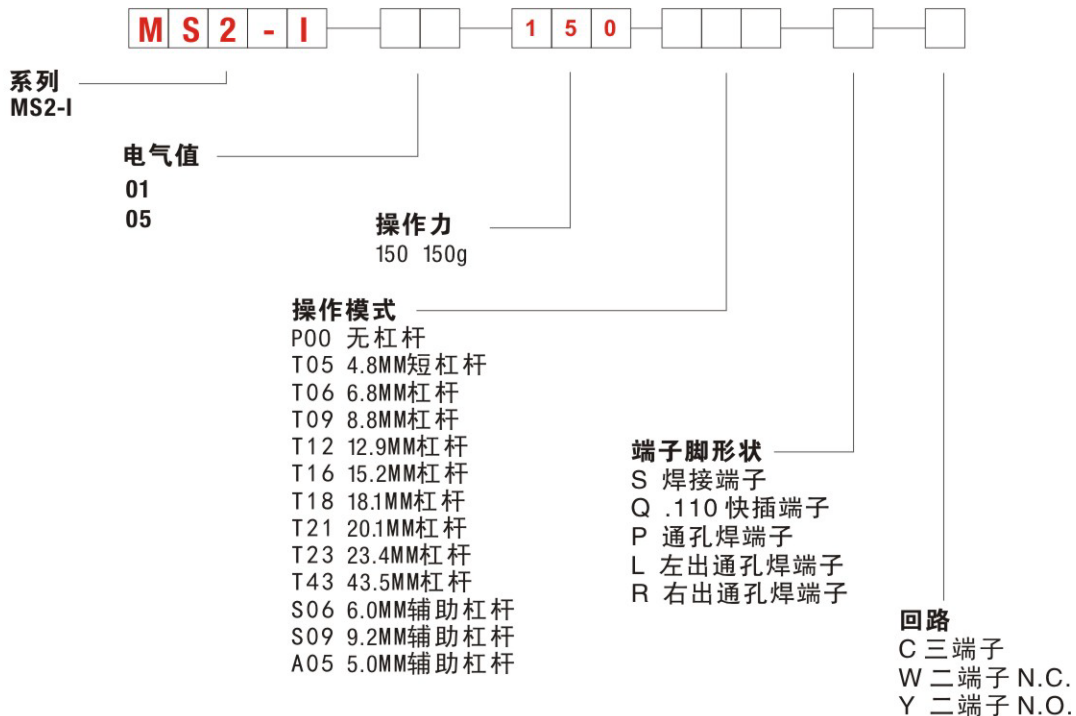 MS2-I 150
系列
MS2-I
电气值
01
05
操作力
150 150g
操作模式
P00 无杠杆
T05 4.8MM短杠杆
T06 6.8MM杠杆
T09 8.8MM杠杆
T12 12.9MM杠杆
T16 15.2MM杠杆
T18 18.1MM杠杆
T21 20.1MM杠杆
T23 23.4MM杠杆
T43 43.5MM杠杆
S06 6.0MM辅助杠杆
S09 9.2MM辅助杠杆
A05 5.0MM辅助杠杆
端子脚形状
S 焊接端子
Q .110 快插端子
P 通孔焊端子
L 左出通孔焊端子
R 右出通孔焊端子
回路
C 三端子
W 二端子 N.C.
Y 二端子 N.O.